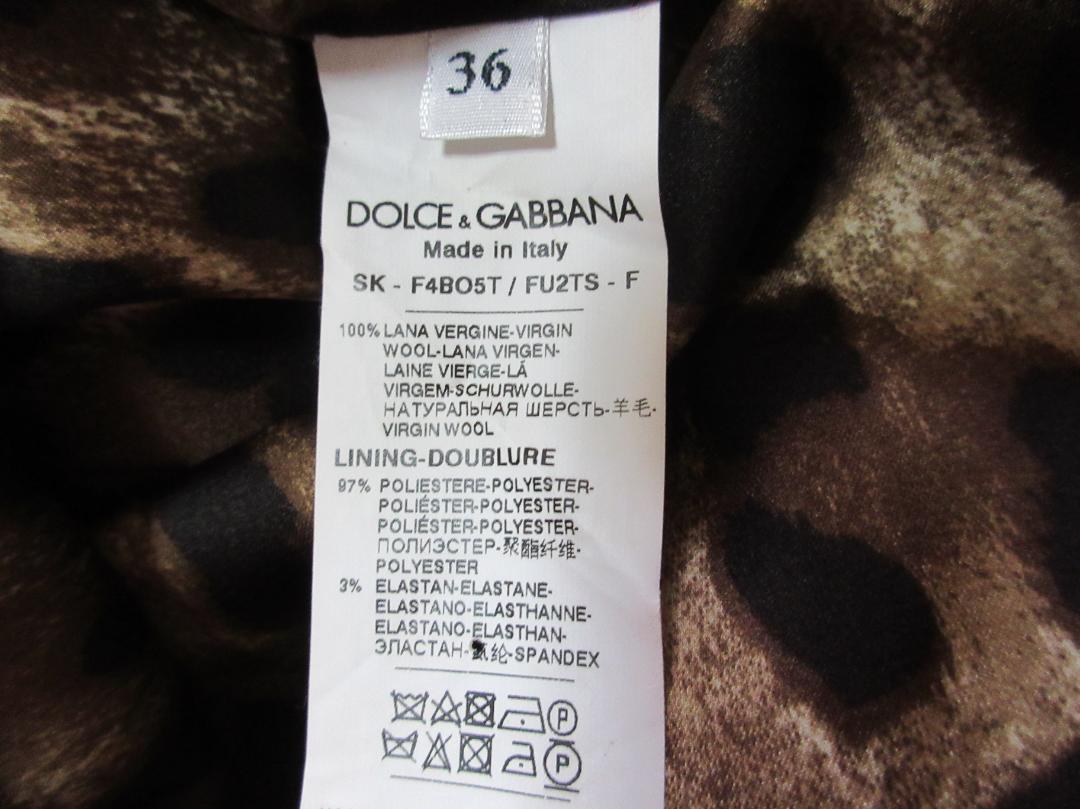 36
DOLCE & GABBANA
Made in Italy
SK - F4BO5T / FU2TS - F
100% LANA VERGINE-VIRGIN
WOOL-LANA VIRGEN-
LAINE VIERGE-LÃ
VIRGEM-SCHURWOLLE-
НАТУРАЛЬНАЯ ШЕРСТЬ-羊毛-
VIRGIN WOOL
LINING-DOUBLURE
97% POLIESTERE-POLYESTER-
POLIÉSTER-POLYESTER-
POLIÉSTER-POLYESTER-
ПОЛИЭСТЕР-聚酯纤维-
POLYESTER
3% ELASTAN-ELASTANE-
ELASTANO-ELASTHANNE-
ELASTANO-ELASTHAN-
ЭЛАСТАН-氨纶-SPANDEX
P
P